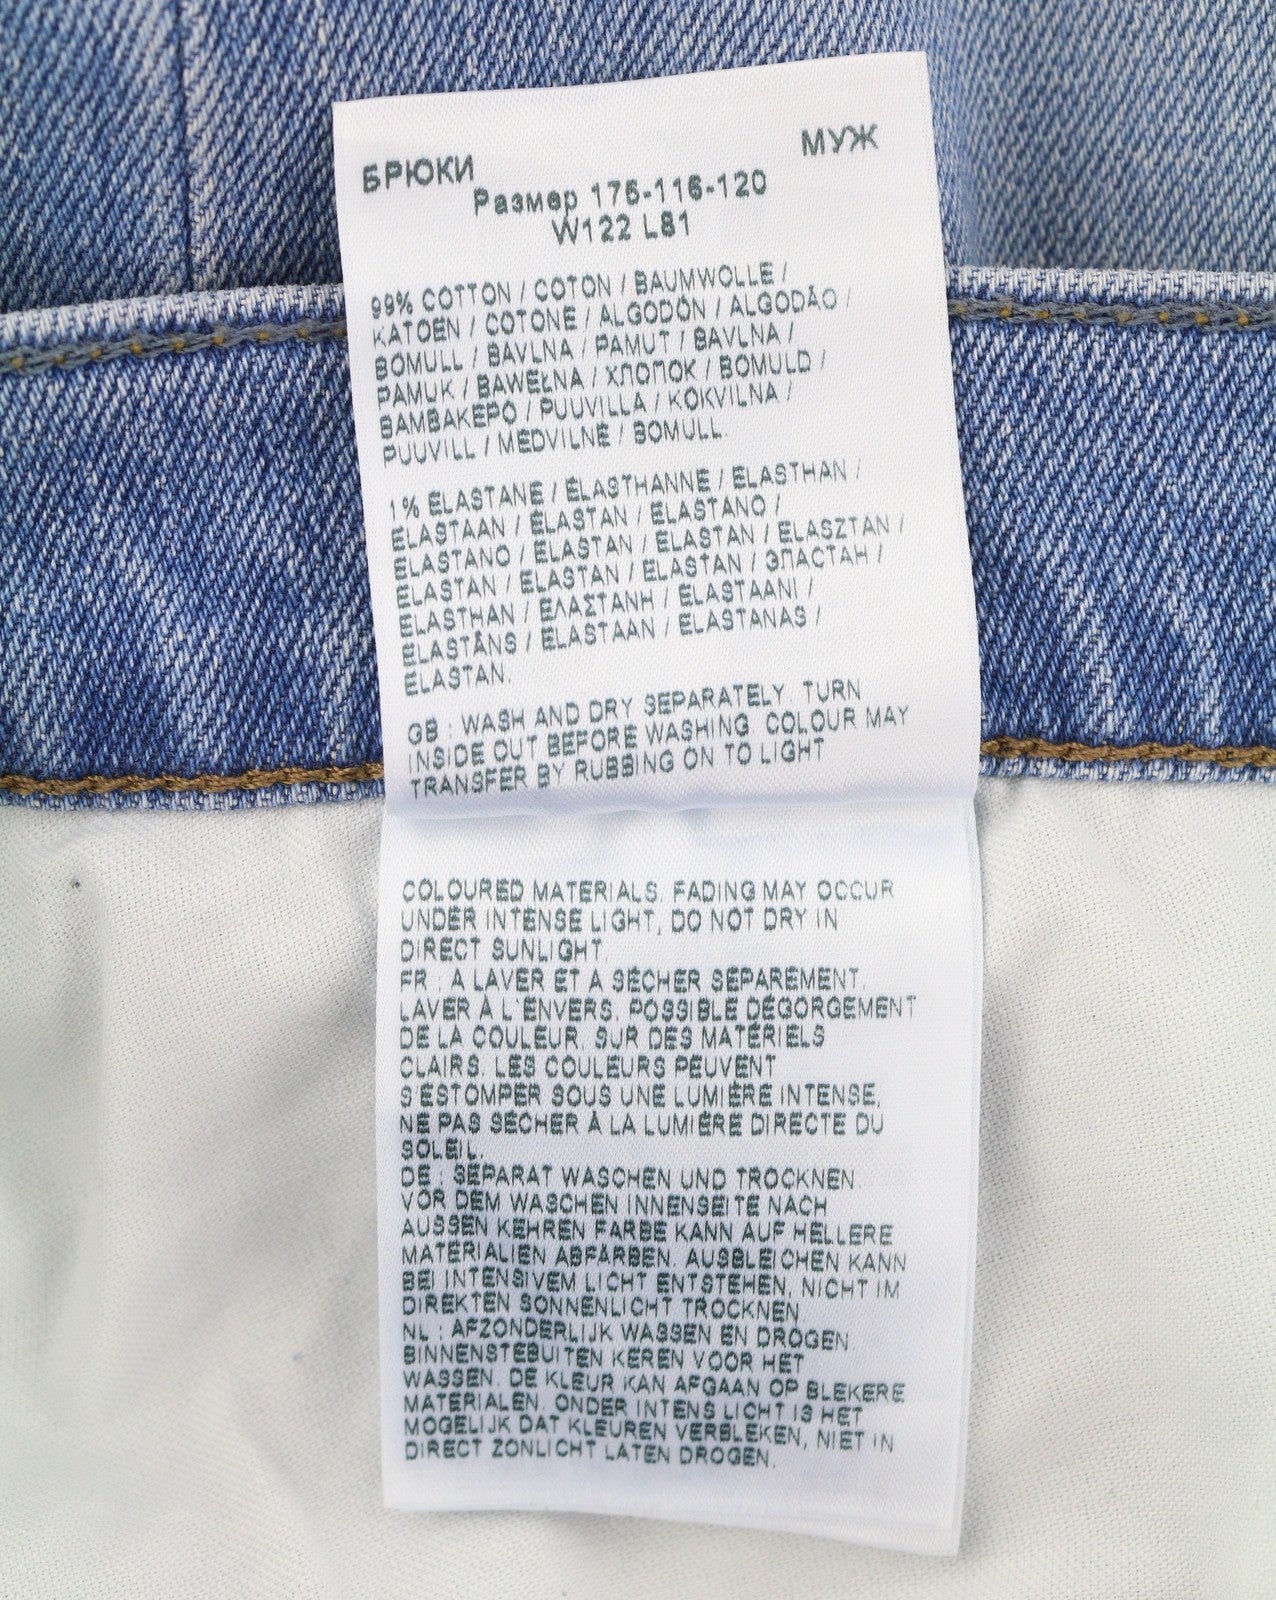 БРЮКИ МУЖ
Размер 176-116-120
W122 L81
99% COTTON / COTON / BAUMWOLLE /
KATOEN / COTONE / ALGODÓN / ALGODÃO /
BOMULL / BAVLNA / PAMUT / BAVLNA /
PAMUK / BAWEŁNA / ХЛОПОК / BOMULD /
ΒΑΜΒΑΚΕΡΟ / PUUVILLA / KOKVILNA /
PUUVILL / MEDVILNĖ / BOMULL.
1% ELASTANE / ÉLASTHANNE / ELASTHAN /
ELASTAAN / ELASTAN / ELASTANO /
ELASTANO / ELASTAN / ELASTAN / ELASZTAN /
ELASTAN / ELASTAN / ELASTAN / ЭЛАСТАН /
ELASTHAN / ΕΛΑΣΤΑΝΗ / ELASTAANI /
ELASTĀNS / ELASTAAN / ELASTANAS /
ELASTAN.
GB : WASH AND DRY SEPARATELY. TURN
INSIDE OUT BEFORE WASHING. COLOUR MAY
TRANSFER BY RUBBING ON TO LIGHT
COLOURED MATERIALS. FADING MAY OCCUR
UNDER INTENSE LIGHT, DO NOT DRY IN
DIRECT SUNLIGHT.
FR : A LAVER ET A SÉCHER SÉPARÉMENT.
LAVER À L'ENVERS. POSSIBLE DÉGORGEMENT
DE LA COULEUR. SUR DES MATÉRIELS
CLAIRS. LES COULEURS PEUVENT
S'ESTOMPER SOUS UNE LUMIÈRE INTENSE,
NE PAS SÉCHER À LA LUMIÈRE DIRECTE DU
SOLEIL.
DE : SEPARAT WASCHEN UND TROCKNEN.
VOR DEM WASCHEN INNENSEITE NACH
AUSSEN KEHREN FARBE KANN AUF HELLERE
MATERIALIEN ABFÄRBEN. AUSBLEICHEN KANN
BEI INTENSIVEM LICHT ENTSTEHEN, NICHT IM
DIREKTEN SONNENLICHT TROCKNEN
NL : AFZONDERLIJK WASSEN EN DROGEN.
BINNENSTEBUITEN KEREN VOOR HET
WASSEN. DE KLEUR KAN AFGAAN OP BLEKERE
MATERIALEN. ONDER INTENS LICHT IS HET
MOGELIJK DAT KLEUREN VERBLEKEN, NIET IN
DIRECT ZONLICHT LATEN DROGEN.